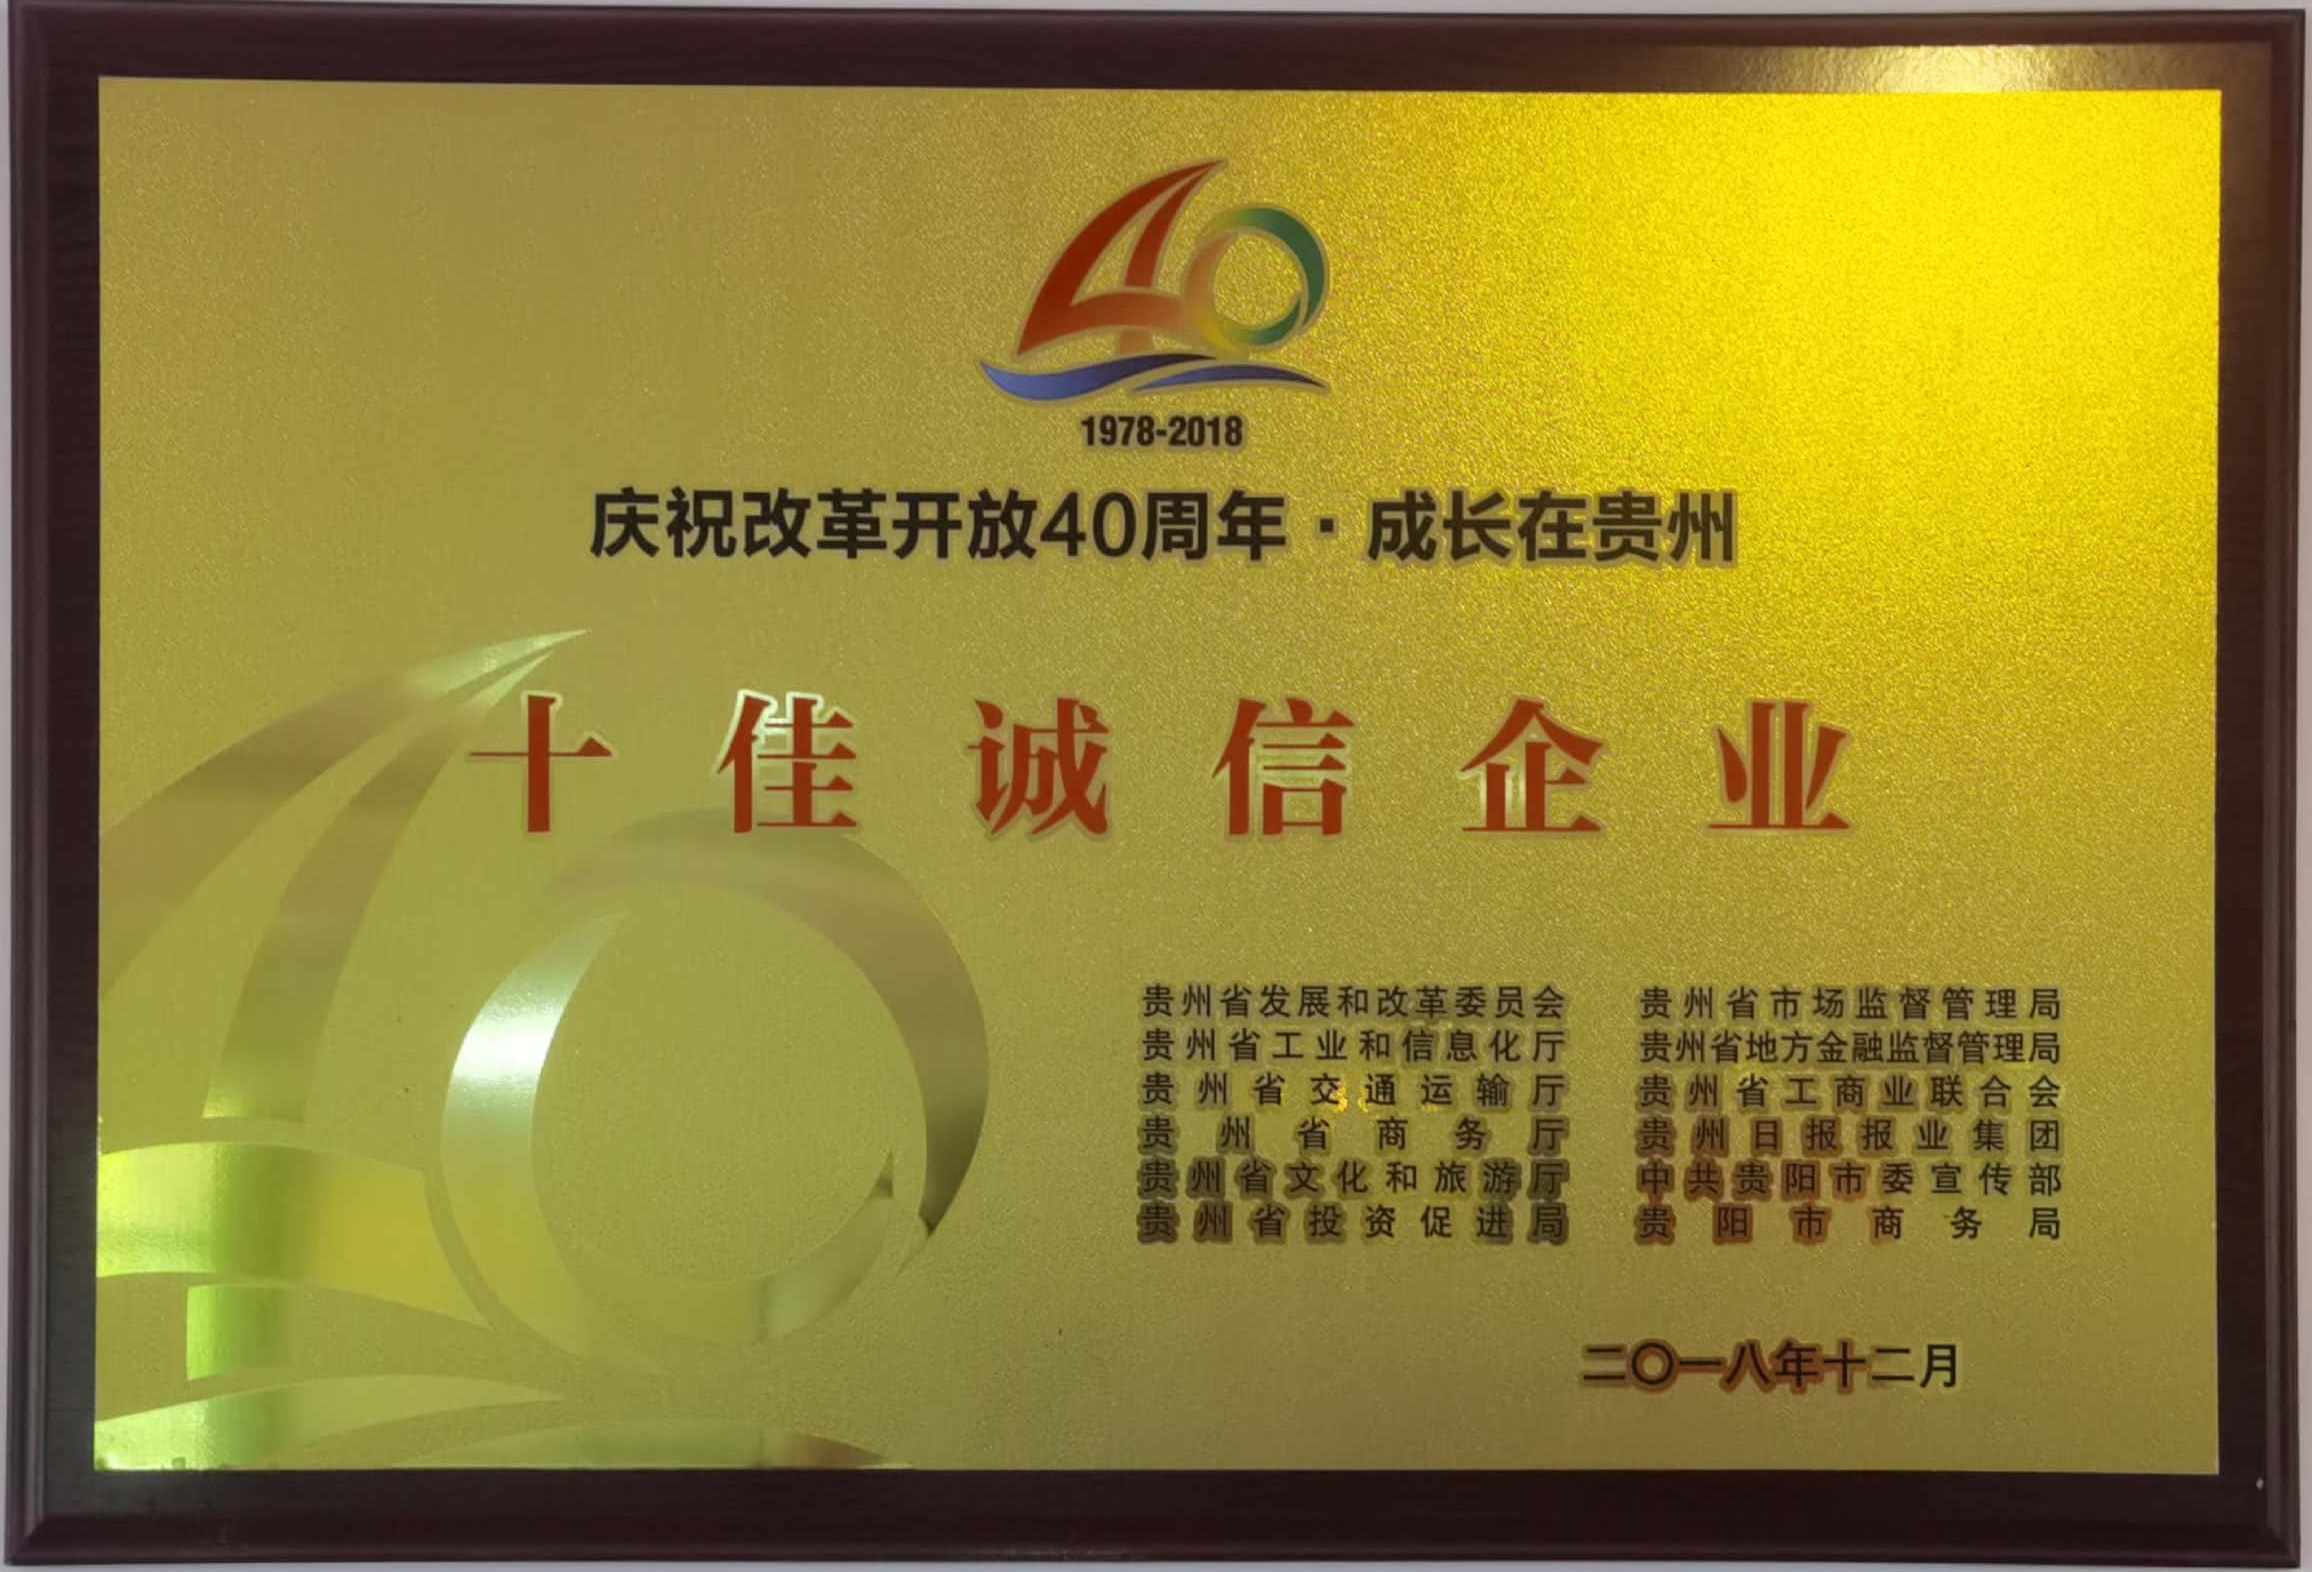 40
1978-2018
庆祝改革开放40周年·成长在贵州
十佳诚信企业
贵州省发展和改革委员会
贵州省工业和信息化厅
贵州省交通运输厅
贵州省商务厅
贵州省文化和旅游厅
贵州省投资促进局
贵州省市场监督管理局
贵州省地方金融监督管理局
贵州省工商业联合会
贵州日报报业集团
中共贵阳市委宣传部
贵阳市商务局
二〇一八年十二月